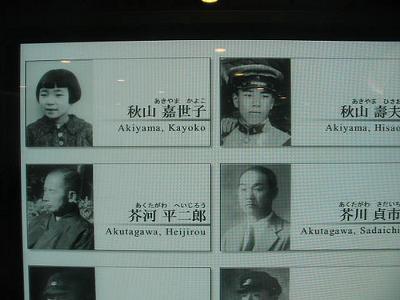 あきやま かよこ
秋山 嘉世子
Akiyama, Kayoko
あきやま ひさお
秋山 壽夫
Akiyama, Hisao
あくたがわ へいじろう
芥河 平二郎
Akutagawa, Heijirou
あくたがわ さだいち
芥川 貞市
Akutagawa, Sadaichi